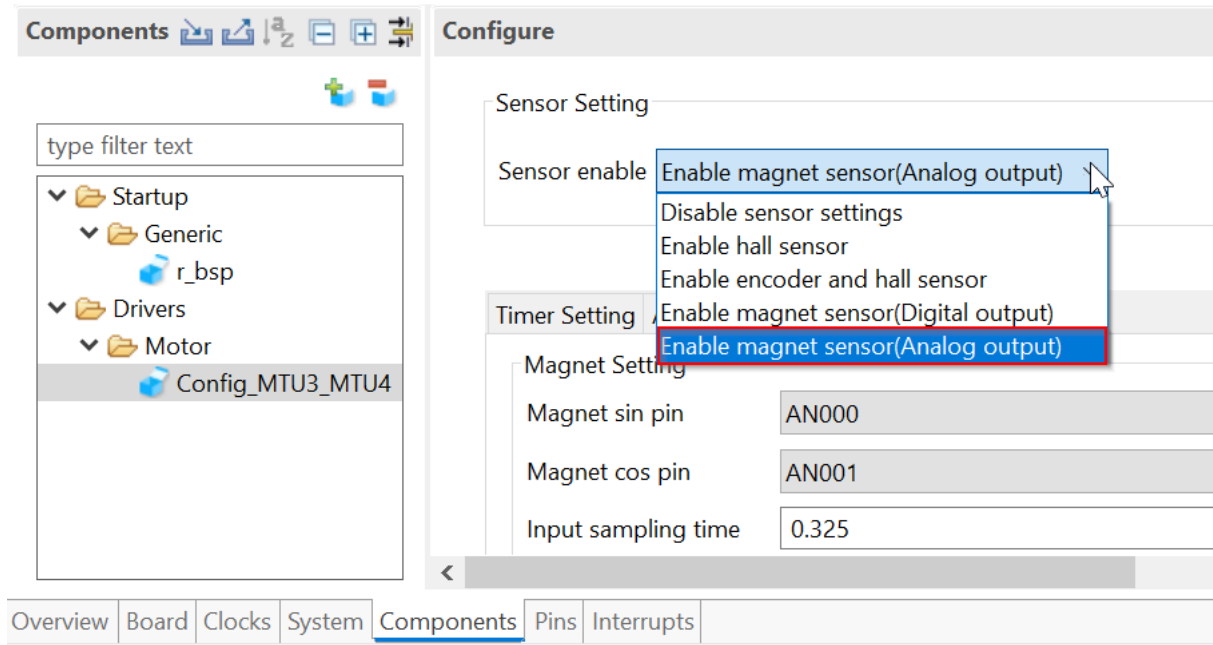 Components
Configure
type filter text
Startup
Generic
r_bsp
Drivers
Motor
Config_MTU3_MTU4
Sensor Setting
Sensor enable
Enable magnet sensor(Analog output)
Disable sensor settings
Enable hall sensor
Enable encoder and hall sensor
Enable magnet sensor(Digital output)
Enable magnet sensor(Analog output)
Timer Setting
Magnet Setting
Magnet sin pin AN000
Magnet cos pin AN001
Input sampling time 0.325
Overview Board Clocks System Components Pins Interrupts